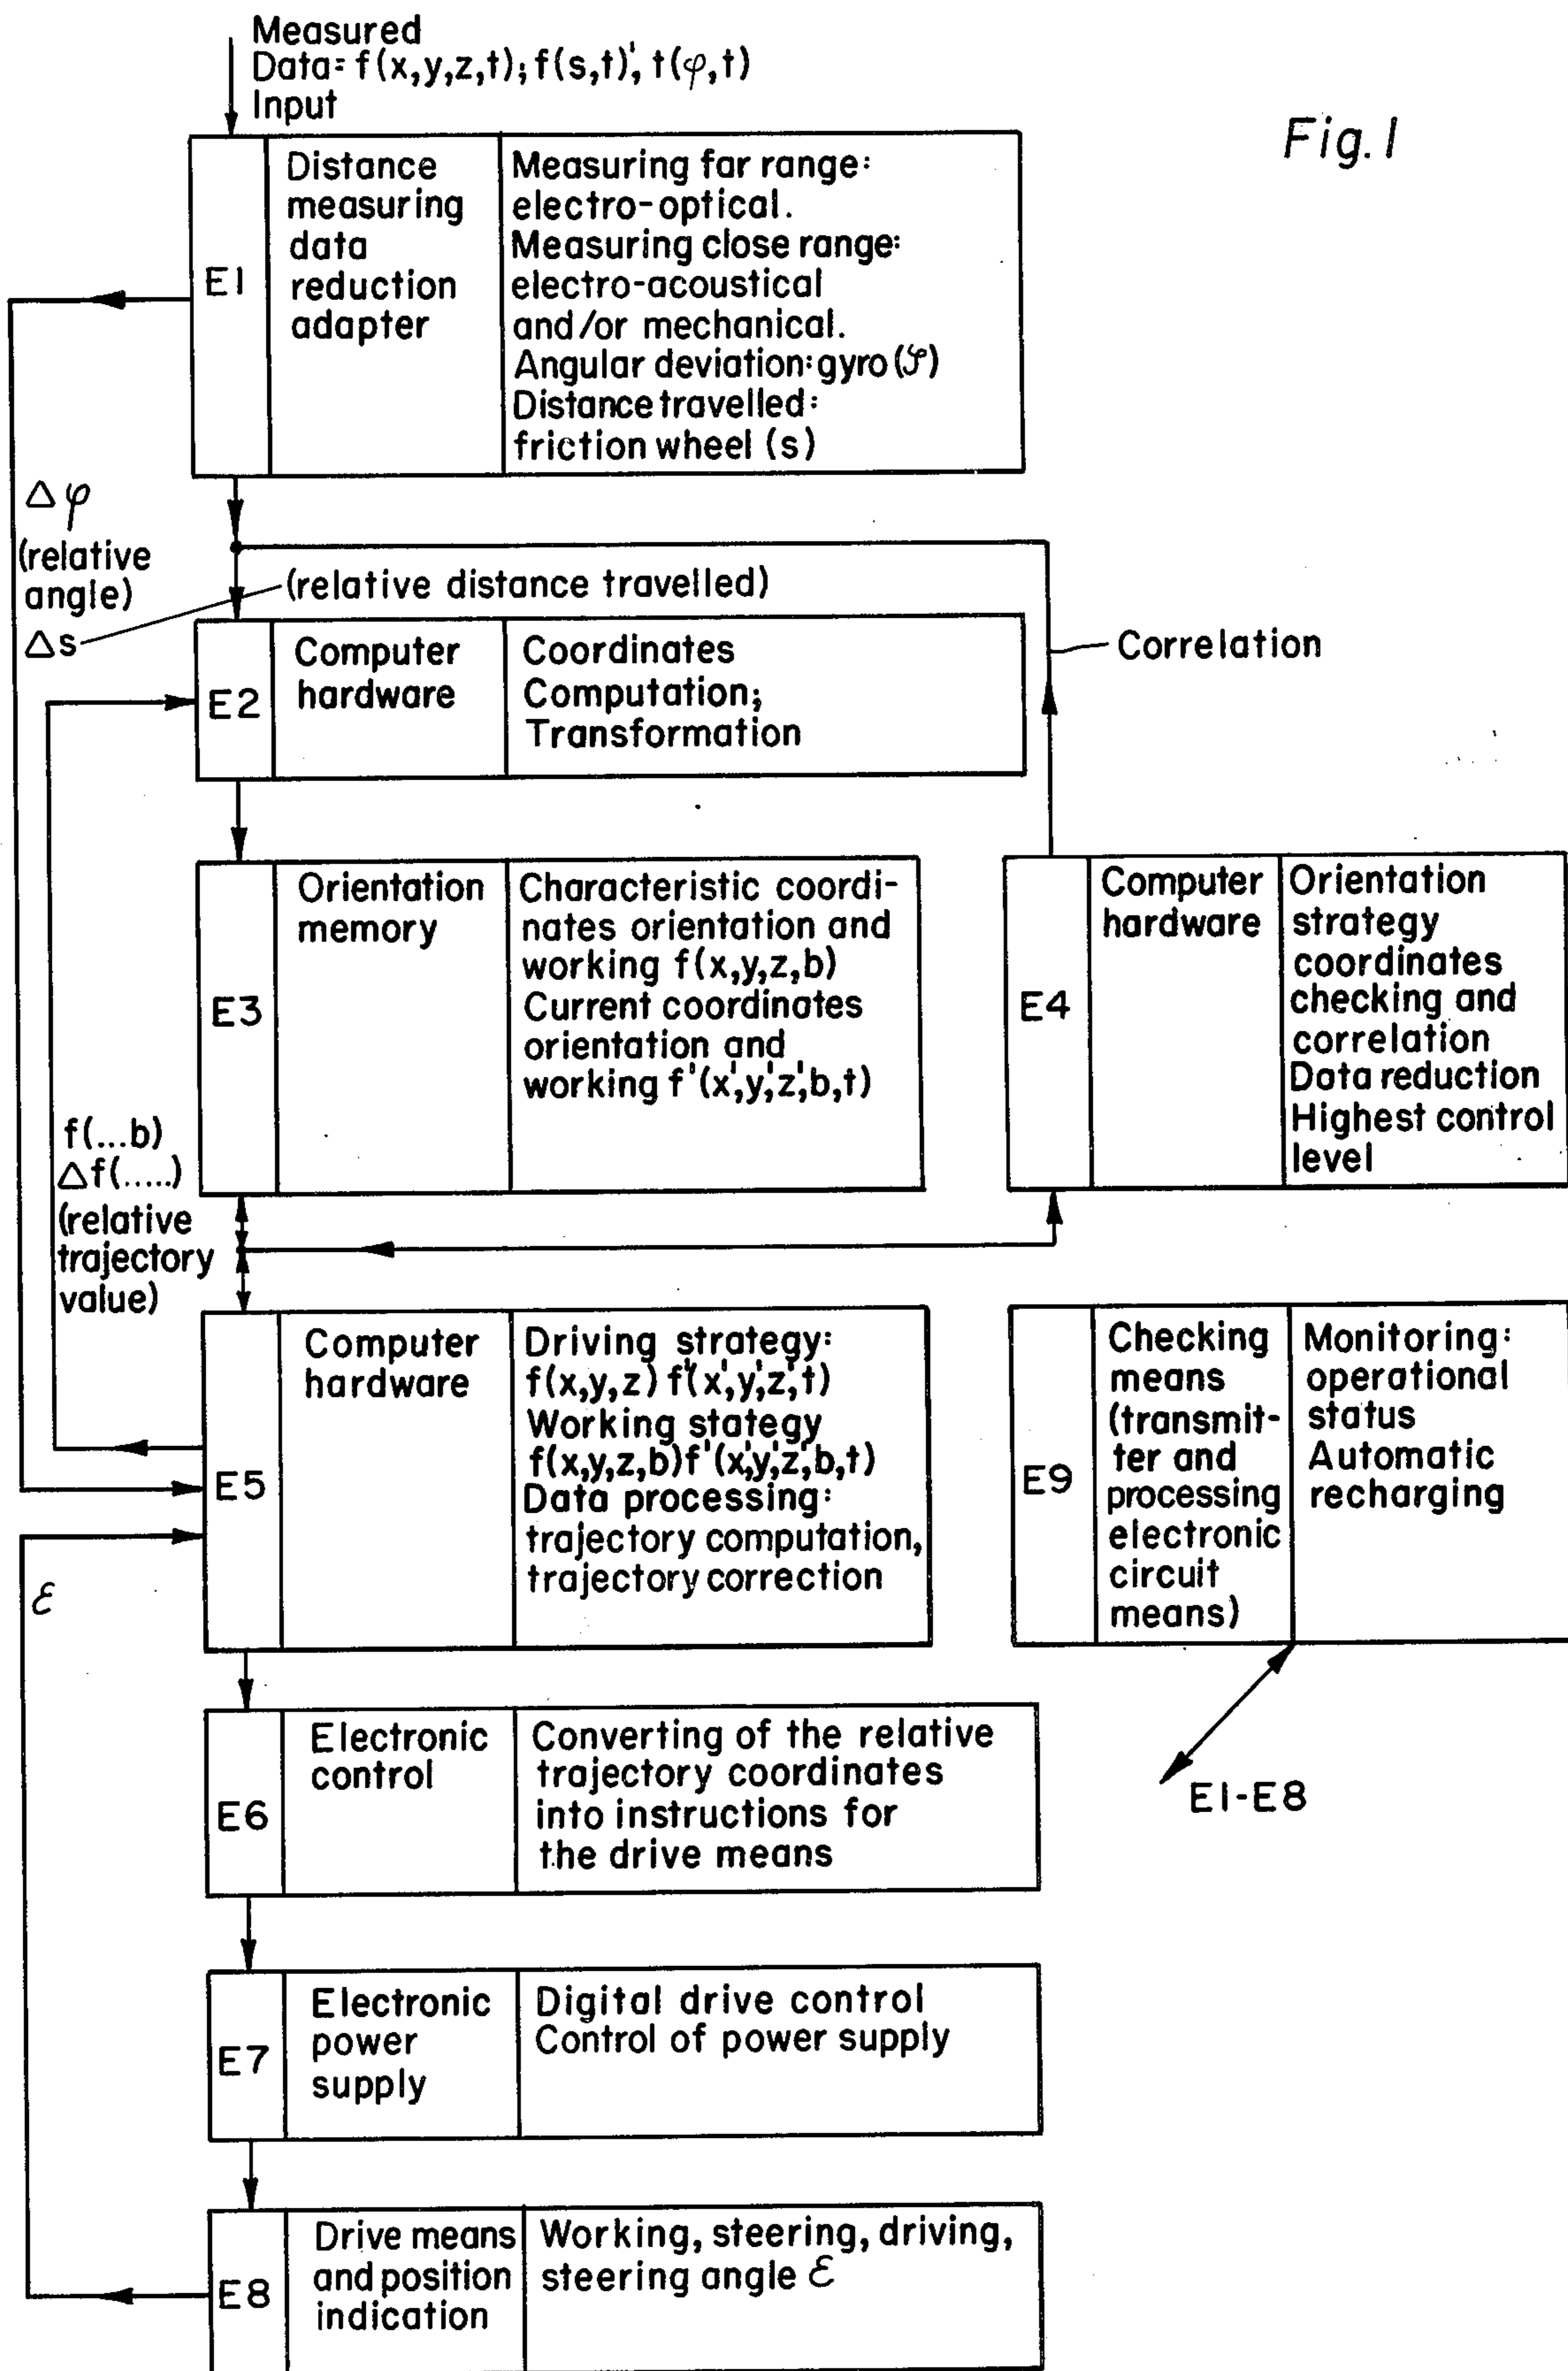 Measured
Data= f(x,y,z,t); f(s,t)', t(φ,t)
Input
Fig. 1
E1
Distance
measuring
data
reduction
adapter
Measuring far range:
electro-optical.
Measuring close range:
electro-acoustical
and/or mechanical.
Angular deviation: gyro (φ)
Distance travelled:
friction wheel (s)
△φ
(relative
angle)
△s
(relative distance travelled)
Correlation
E2
Computer
hardware
Coordinates
Computation;
Transformation
E3
Orientation
memory
Characteristic coordi-
nates orientation and
working f(x,y,z,b)
Current coordinates
orientation and
working f'(x',y',z',b,t)
E4
Computer
hardware
Orientation
strategy
coordinates
checking and
correlation
Data reduction
Highest control
level
f(...b)
△f(.....)
(relative
trajectory
value)
E5
Computer
hardware
Driving strategy:
f(x,y,z) f'(x',y',z',t)
Working stategy
f(x,y,z,b)f'(x',y',z',b,t)
Data processing:
trajectory computation,
trajectory correction
E9
Checking
means
(transmit-
ter and
processing
electronic
circuit
means)
Monitoring:
operational
status
Automatic
recharging
E1-E8
ε
E6
Electronic
control
Converting of the relative
trajectory coordinates
into instructions for
the drive means
E7
Electronic
power
supply
Digital drive control
Control of power supply
E8
Drive means
and position
indication
Working, steering, driving,
steering angle ε